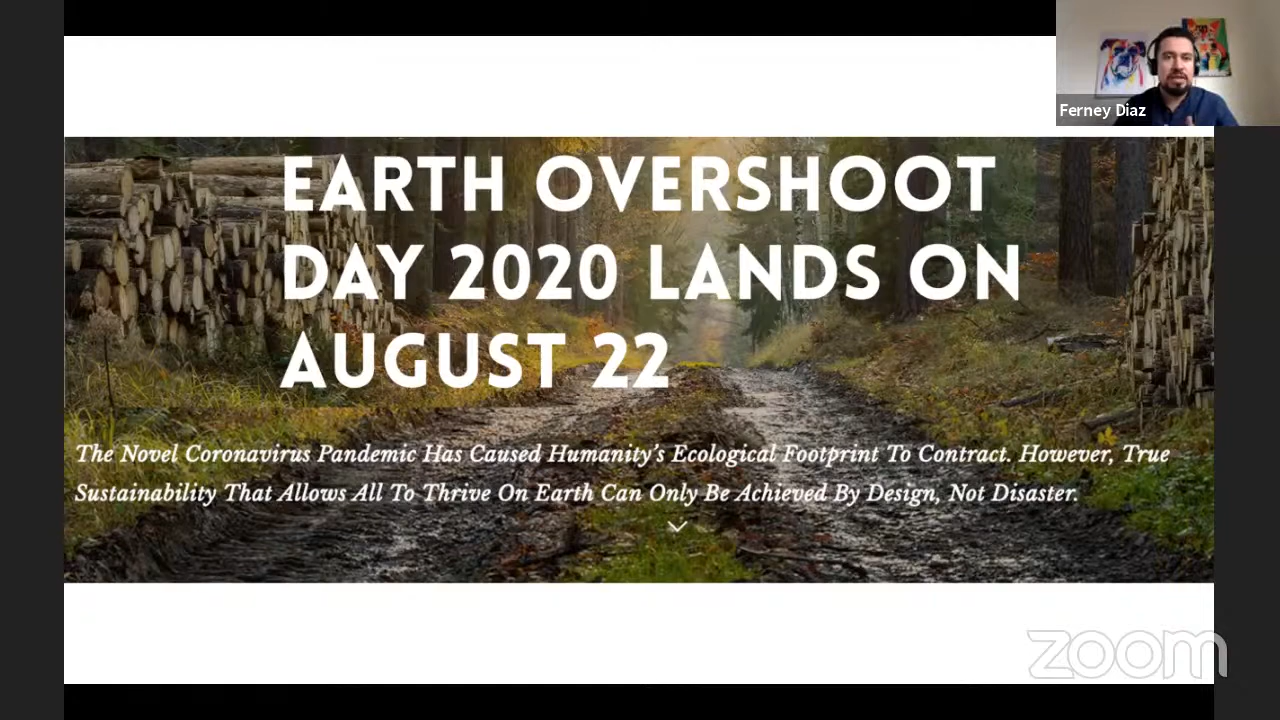 Ferney Diaz
EARTH OVERSHOOT
DAY 2020 LANDS ON
AUGUST 22
The Novel Coronavirus Pandemic Has Caused Humanity's Ecological Footprint To Contract. However, True
Sustainability That Allows All To Thrive On Earth Can Only Be Achieved By Design, Not Disaster.
zoom